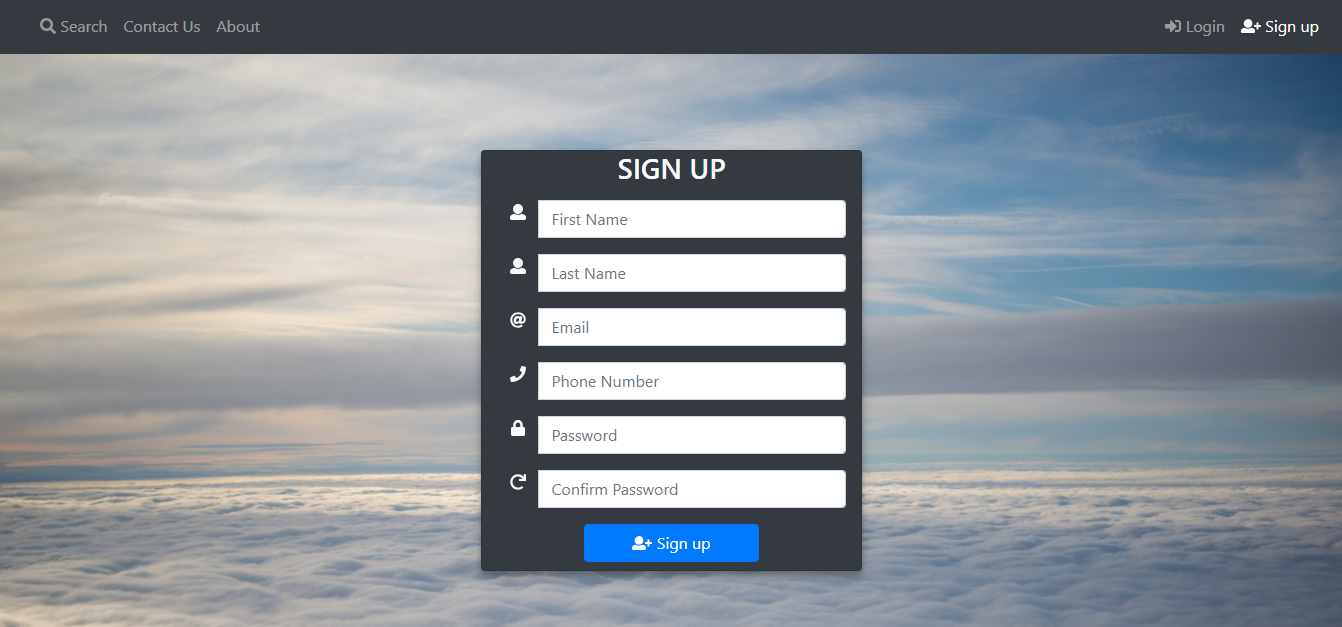 Search Contact Us About Login Sign up
SIGN UP
First Name
Last Name
Email
Phone Number
Password
Confirm Password
Sign up